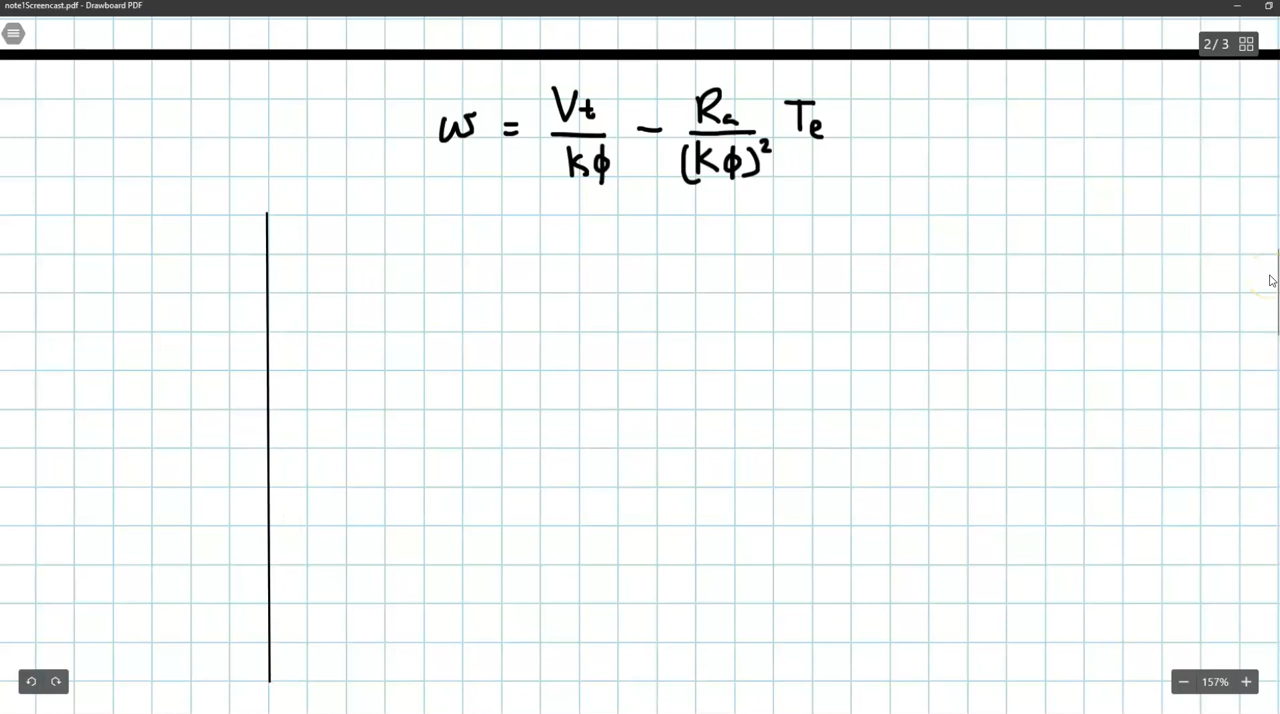 note1Screencast.pdf - Drawboard PDF
2/3
ω = Vt/kφ - Ra/(Kφ)² Te
157%